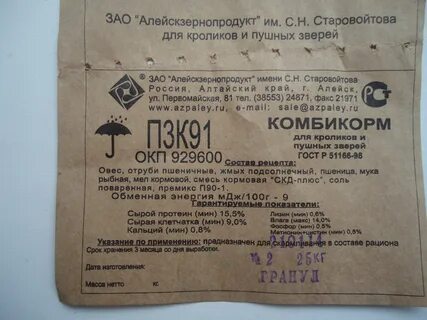 ЗАО "Алейскзернопродукт" им. С.Н. Старовойтова
для кроликов и пушных зверей
ЗАО "Алейскзернопродукт" имени С.Н. Старовойтова
Россия, Алтайский край, г. Алейск,
ул. Первомайская, 81 тел. (38553) 24871, факс 21971
www.azpaley.ru, e-mail: sale@azpaley.ru
ПЗК91
ОКП 929600
КОМБИКОРМ
для кроликов и
пушных зверей
ГОСТ Р 51166-98
Состав рецепта:
Овес, отруби пшеничные, жмых подсолнечный, пшеница, мука
рыбная, мел кормовой, смесь кормовая "СКД-плюс", соль
поваренная, премикс П90-1.
Обменная энергия мДж/100г - 9
Гарантируемые показатели:
Сырой протеин (мин) 15,5%
Сырая клетчатка (мин) 9,0%
Кальций (мин) 0,8%
Лизин (мин) 0,6%
Влага (макс) 14,0%
Фосфор (мин) 0,5%
Указание по применению: предназначен для скармливания в составе рациона
Срок хранения 3 месяца со дня выработки.
№2 25КГ
Дата изготовления:
ГРАНУЛ
Масса нетто кг